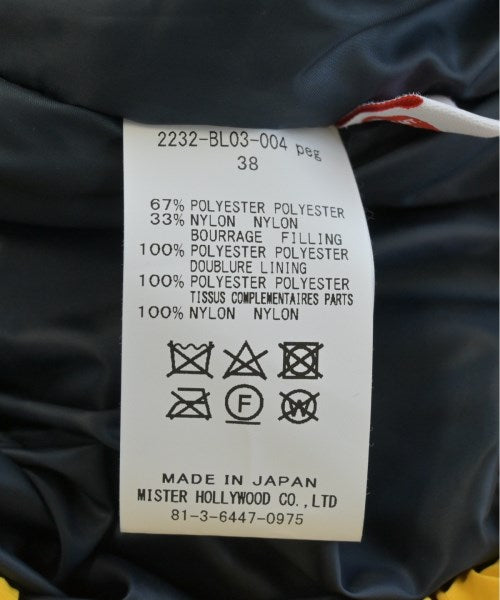 2232-BL03-004 peg
38
67% POLYESTER POLYESTER
33% NYLON NYLON
BOURRAGE FILLING
100% POLYESTER POLYESTER
DOUBLURE LINING
100% POLYESTER POLYESTER
TISSUS COMPLEMENTAIRES PARTS
100% NYLON NYLON
F W
MADE IN JAPAN
MISTER HOLLYWOOD CO.,LTD
81-3-6447-0975